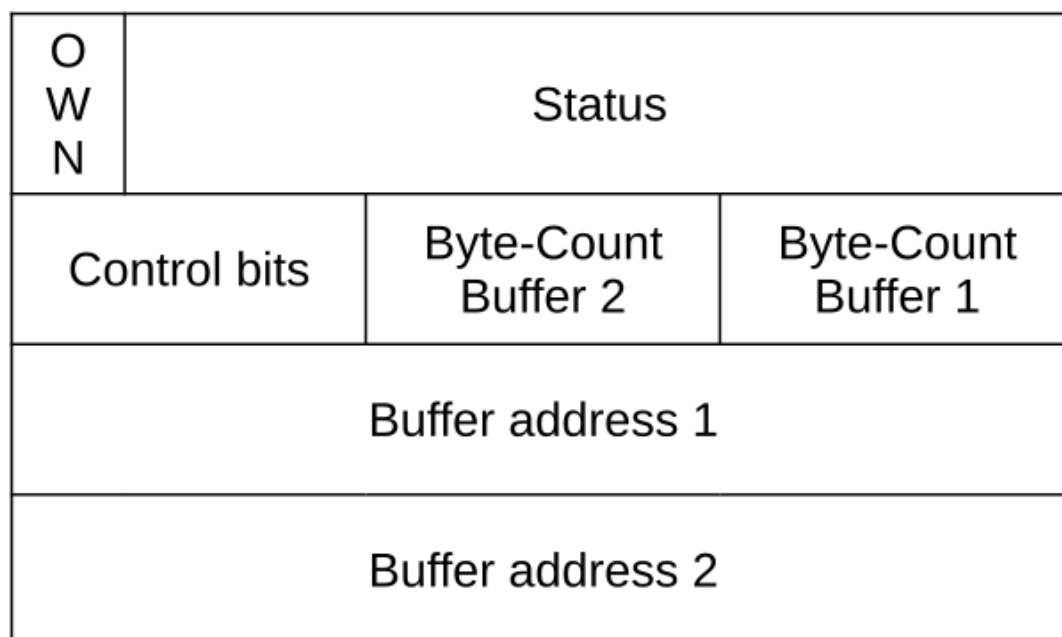 O
W
N
Status
Control bits
Byte-Count
Buffer 2
Byte-Count
Buffer 1
Buffer address 1
Buffer address 2